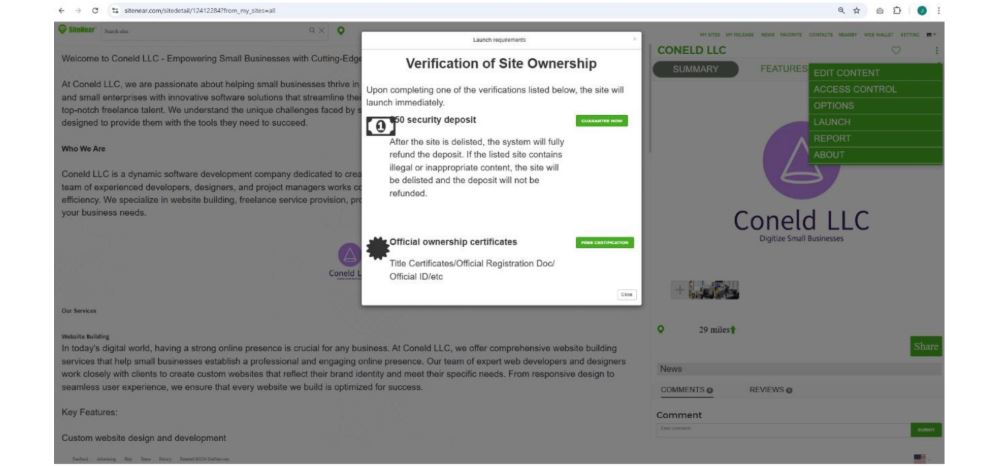 sitenear.com/sitedetail/12412284?from_my_sites=all
SiteNear
Search sites
MY SITES MY RELEASE NEWS FAVORITE CONTACTS NEARBY WEB WALLET SETTING
Welcome to Coneld LLC - Empowering Small Businesses with Cutting-Edge
At Coneld LLC, we are passionate about helping small businesses thrive in
and small enterprises with innovative software solutions that streamline thei
top-notch freelance talent. We understand the unique challenges faced by s
designed to provide them with the tools they need to succeed.
Who We Are
Coneld LLC is a dynamic software development company dedicated to crea
team of experienced developers, designers, and project managers works co
efficiency. We specialize in website building, freelance service provision, pro
your business needs.
Coneld L
Our Services
Website Building
In today's digital world, having a strong online presence is crucial for any business. At Coneld LLC, we offer comprehensive website building
services that help small businesses establish a professional and engaging online presence. Our team of expert web developers and designers
work closely with clients to create custom websites that reflect their brand identity and meet their specific needs. From responsive design to
seamless user experience, we ensure that every website we build is optimized for success.
Key Features:
Custom website design and development
Feedback Advertising Help Terms Privacy
Launch requirements
×
Verification of Site Ownership
Upon completing one of the verifications listed below, the site will
launch immediately.
$50 security deposit
GUARANTEE NOW
After the site is delisted, the system will fully
refund the deposit. If the listed site contains
illegal or inappropriate content, the site will
be delisted and the deposit will not be
refunded.
Official ownership certificates
FREE CERTIFICATION
Title Certificates/Official Registration Doc/
Official ID/etc
Close
CONELD LLC
SUMMARY
FEATURES
EDIT CONTENT
ACCESS CONTROL
OPTIONS
LAUNCH
REPORT
ABOUT
Coneld LLC
Digitize Small Businesses
29 miles
Share
News
COMMENTS 0
REVIEWS 0
Comment
SUBMIT